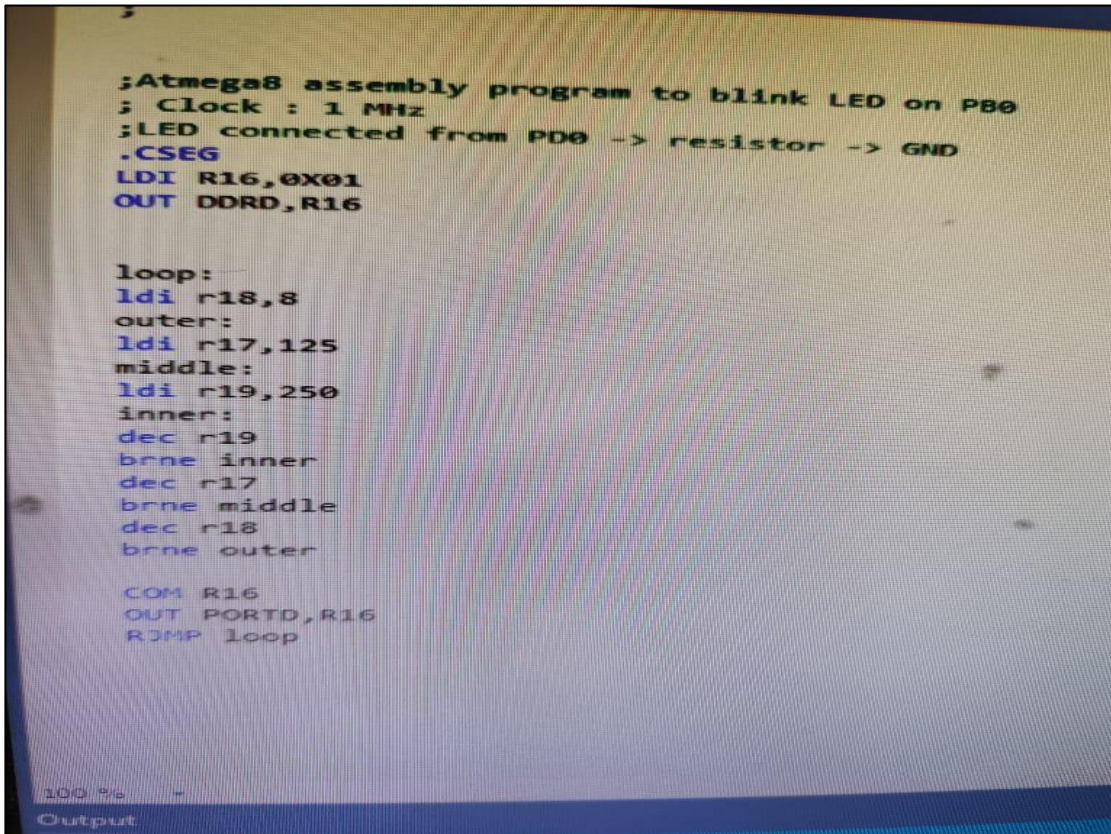 ;
;Atmega8 assembly program to blink LED on PB0
; Clock : 1 MHz
;LED connected from PD0 -> resistor -> GND
.CSEG
LDI R16,0X01
OUT DDRD,R16
loop:
ldi r18,8
outer:
ldi r17,125
middle:
ldi r19,250
inner:
dec r19
brne inner
dec r17
brne middle
dec r18
brne outer
COM R16
OUT PORTD,R16
RJMP loop
100 %
Output